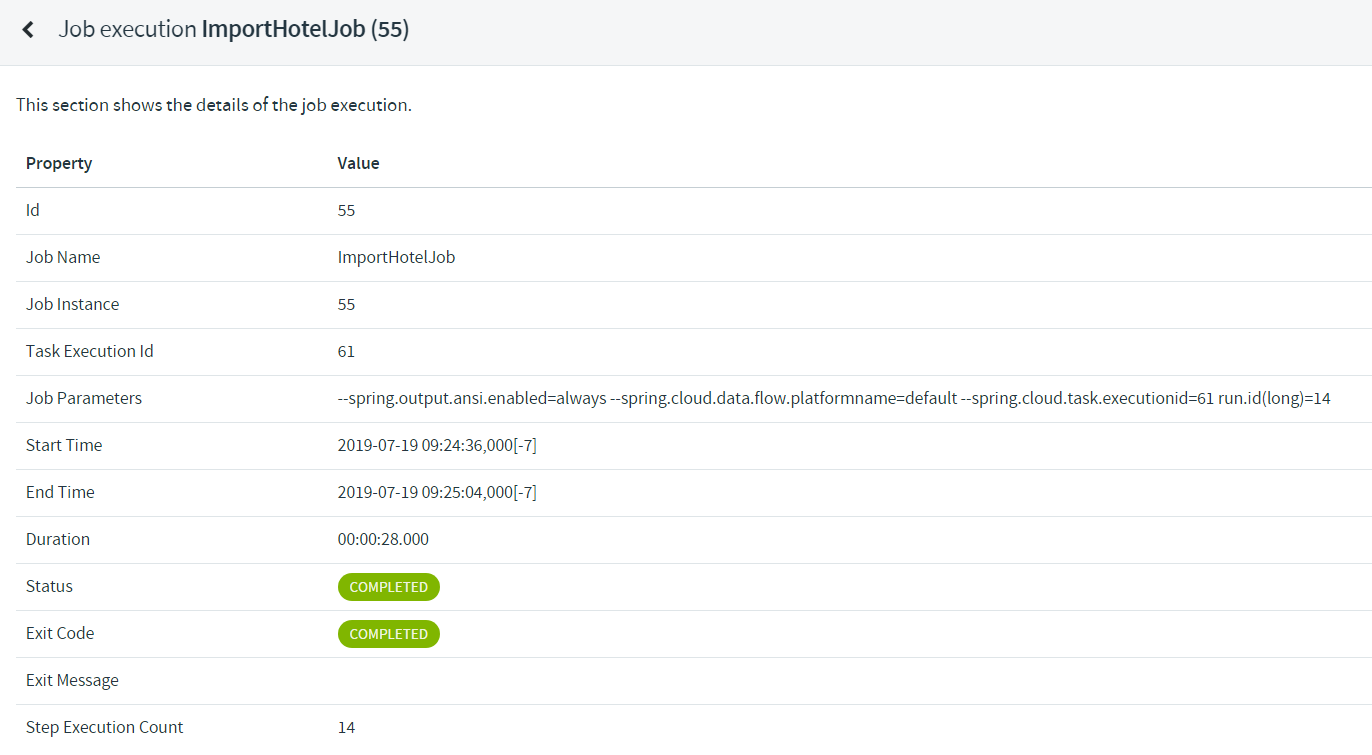 Job execution ImportHotelJob (55)
This section shows the details of the job execution.
Property Value
Id 55
Job Name ImportHotelJob
Job Instance 55
Task Execution Id 61
Job Parameters --spring.output.ansi.enabled=always --spring.cloud.data.flow.platformname=default --spring.cloud.task.executionid=61 run.id(long)=14
Start Time 2019-07-19 09:24:36,000[-7]
End Time 2019-07-19 09:25:04,000[-7]
Duration 00:00:28.000
Status COMPLETED
Exit Code COMPLETED
Exit Message
Step Execution Count 14